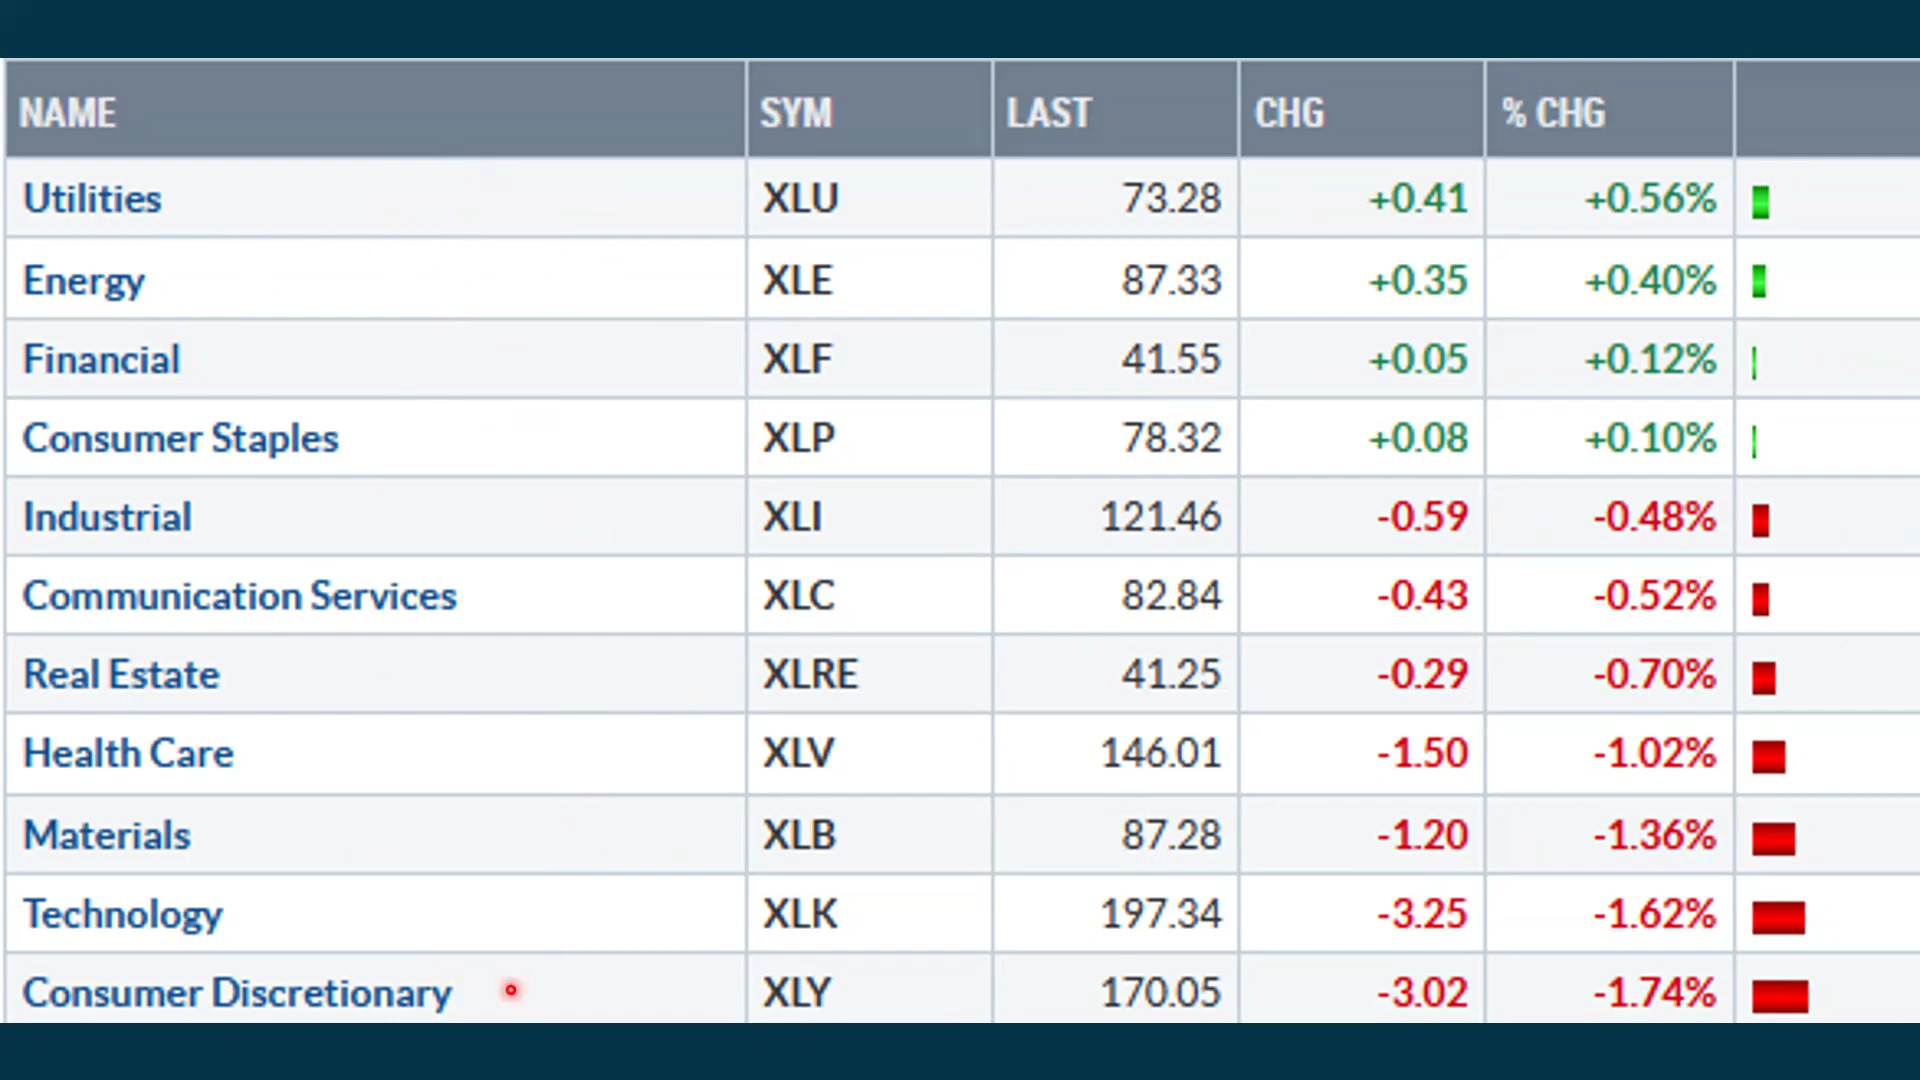 NAME SYM LAST CHG % CHG
Utilities XLU 73.28 +0.41 +0.56%
Energy XLE 87.33 +0.35 +0.40%
Financial XLF 41.55 +0.05 +0.12%
Consumer Staples XLP 78.32 +0.08 +0.10%
Industrial XLI 121.46 -0.59 -0.48%
Communication Services XLC 82.84 -0.43 -0.52%
Real Estate XLRE 41.25 -0.29 -0.70%
Health Care XLV 146.01 -1.50 -1.02%
Materials XLB 87.28 -1.20 -1.36%
Technology XLK 197.34 -3.25 -1.62%
Consumer Discretionary XLY 170.05 -3.02 -1.74%